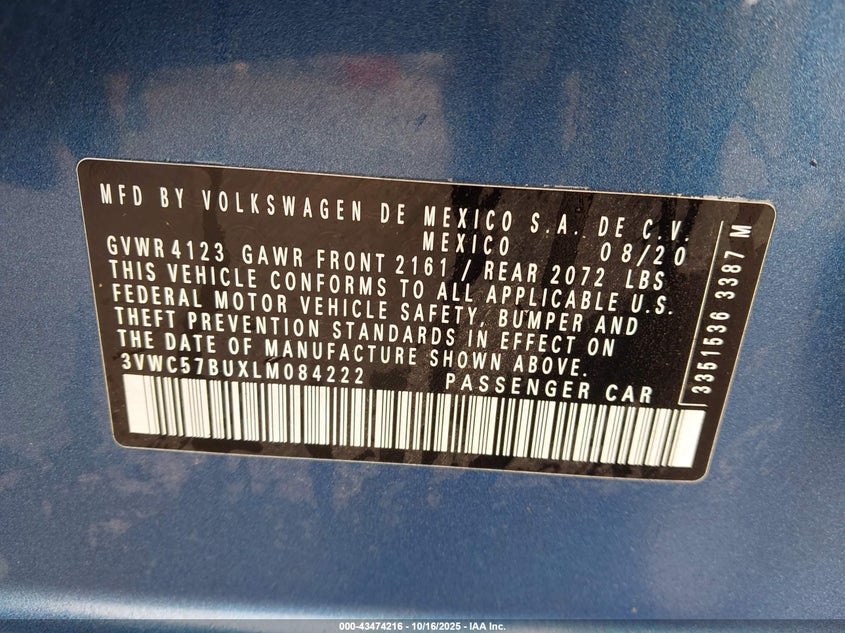 MFD BY VOLKSWAGEN DE MEXICO S.A. DE C.V.
MEXICO 08/20
GVWR 4123 GAWR FRONT 2161 / REAR 2072 LBS
THIS VEHICLE CONFORMS TO ALL APPLICABLE U.S.
FEDERAL MOTOR VEHICLE SAFETY, BUMPER AND
THEFT PREVENTION STANDARDS IN EFFECT ON
THE DATE OF MANUFACTURE SHOWN ABOVE.
3VWC57BUXLM084222 PASSENGER CAR
3351536 3387 M
000-43474216 - 10/16/2025 - IAA Inc.